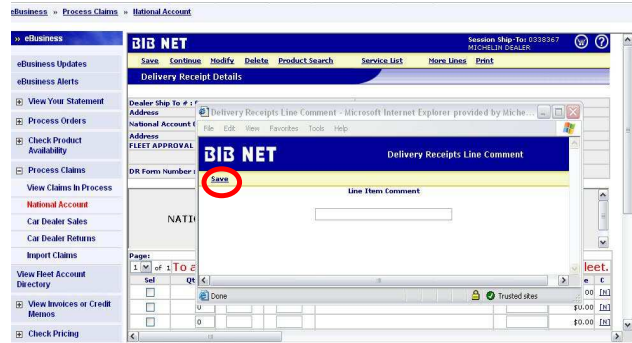 eBusiness » Process Claims » National Account
» eBusiness
eBusiness Updates
eBusiness Alerts
View Your Statement
Process Orders
Check Product
Availability
Process Claims
View Claims In Process
National Account
Car Dealer Sales
Car Dealer Returns
Import Claims
View Fleet Account
Directory
View Invoices or Credit
Memos
Check Pricing
BIB NET
Session Ship-To: 0338367
MICHELIN DEALER
Save Continue Modify Delete Product Search Service List More Lines Print
Delivery Receipt Details
Dealer Ship To # :
Address
National Account
Address
FLEET APPROVAL
DR Form Number :
NATI
Page:
1 of 1 To a
leet.
Sel Qt e C
00 [N]
0 $0.00 [N]
0 $0.00 [N]
Delivery Receipts Line Comment - Microsoft Internet Explorer provided by Miche...
File Edit View Favorites Tools Help
BIB NET
Delivery Receipts Line Comment
Save
Line Item Comment
Done
Trusted sites